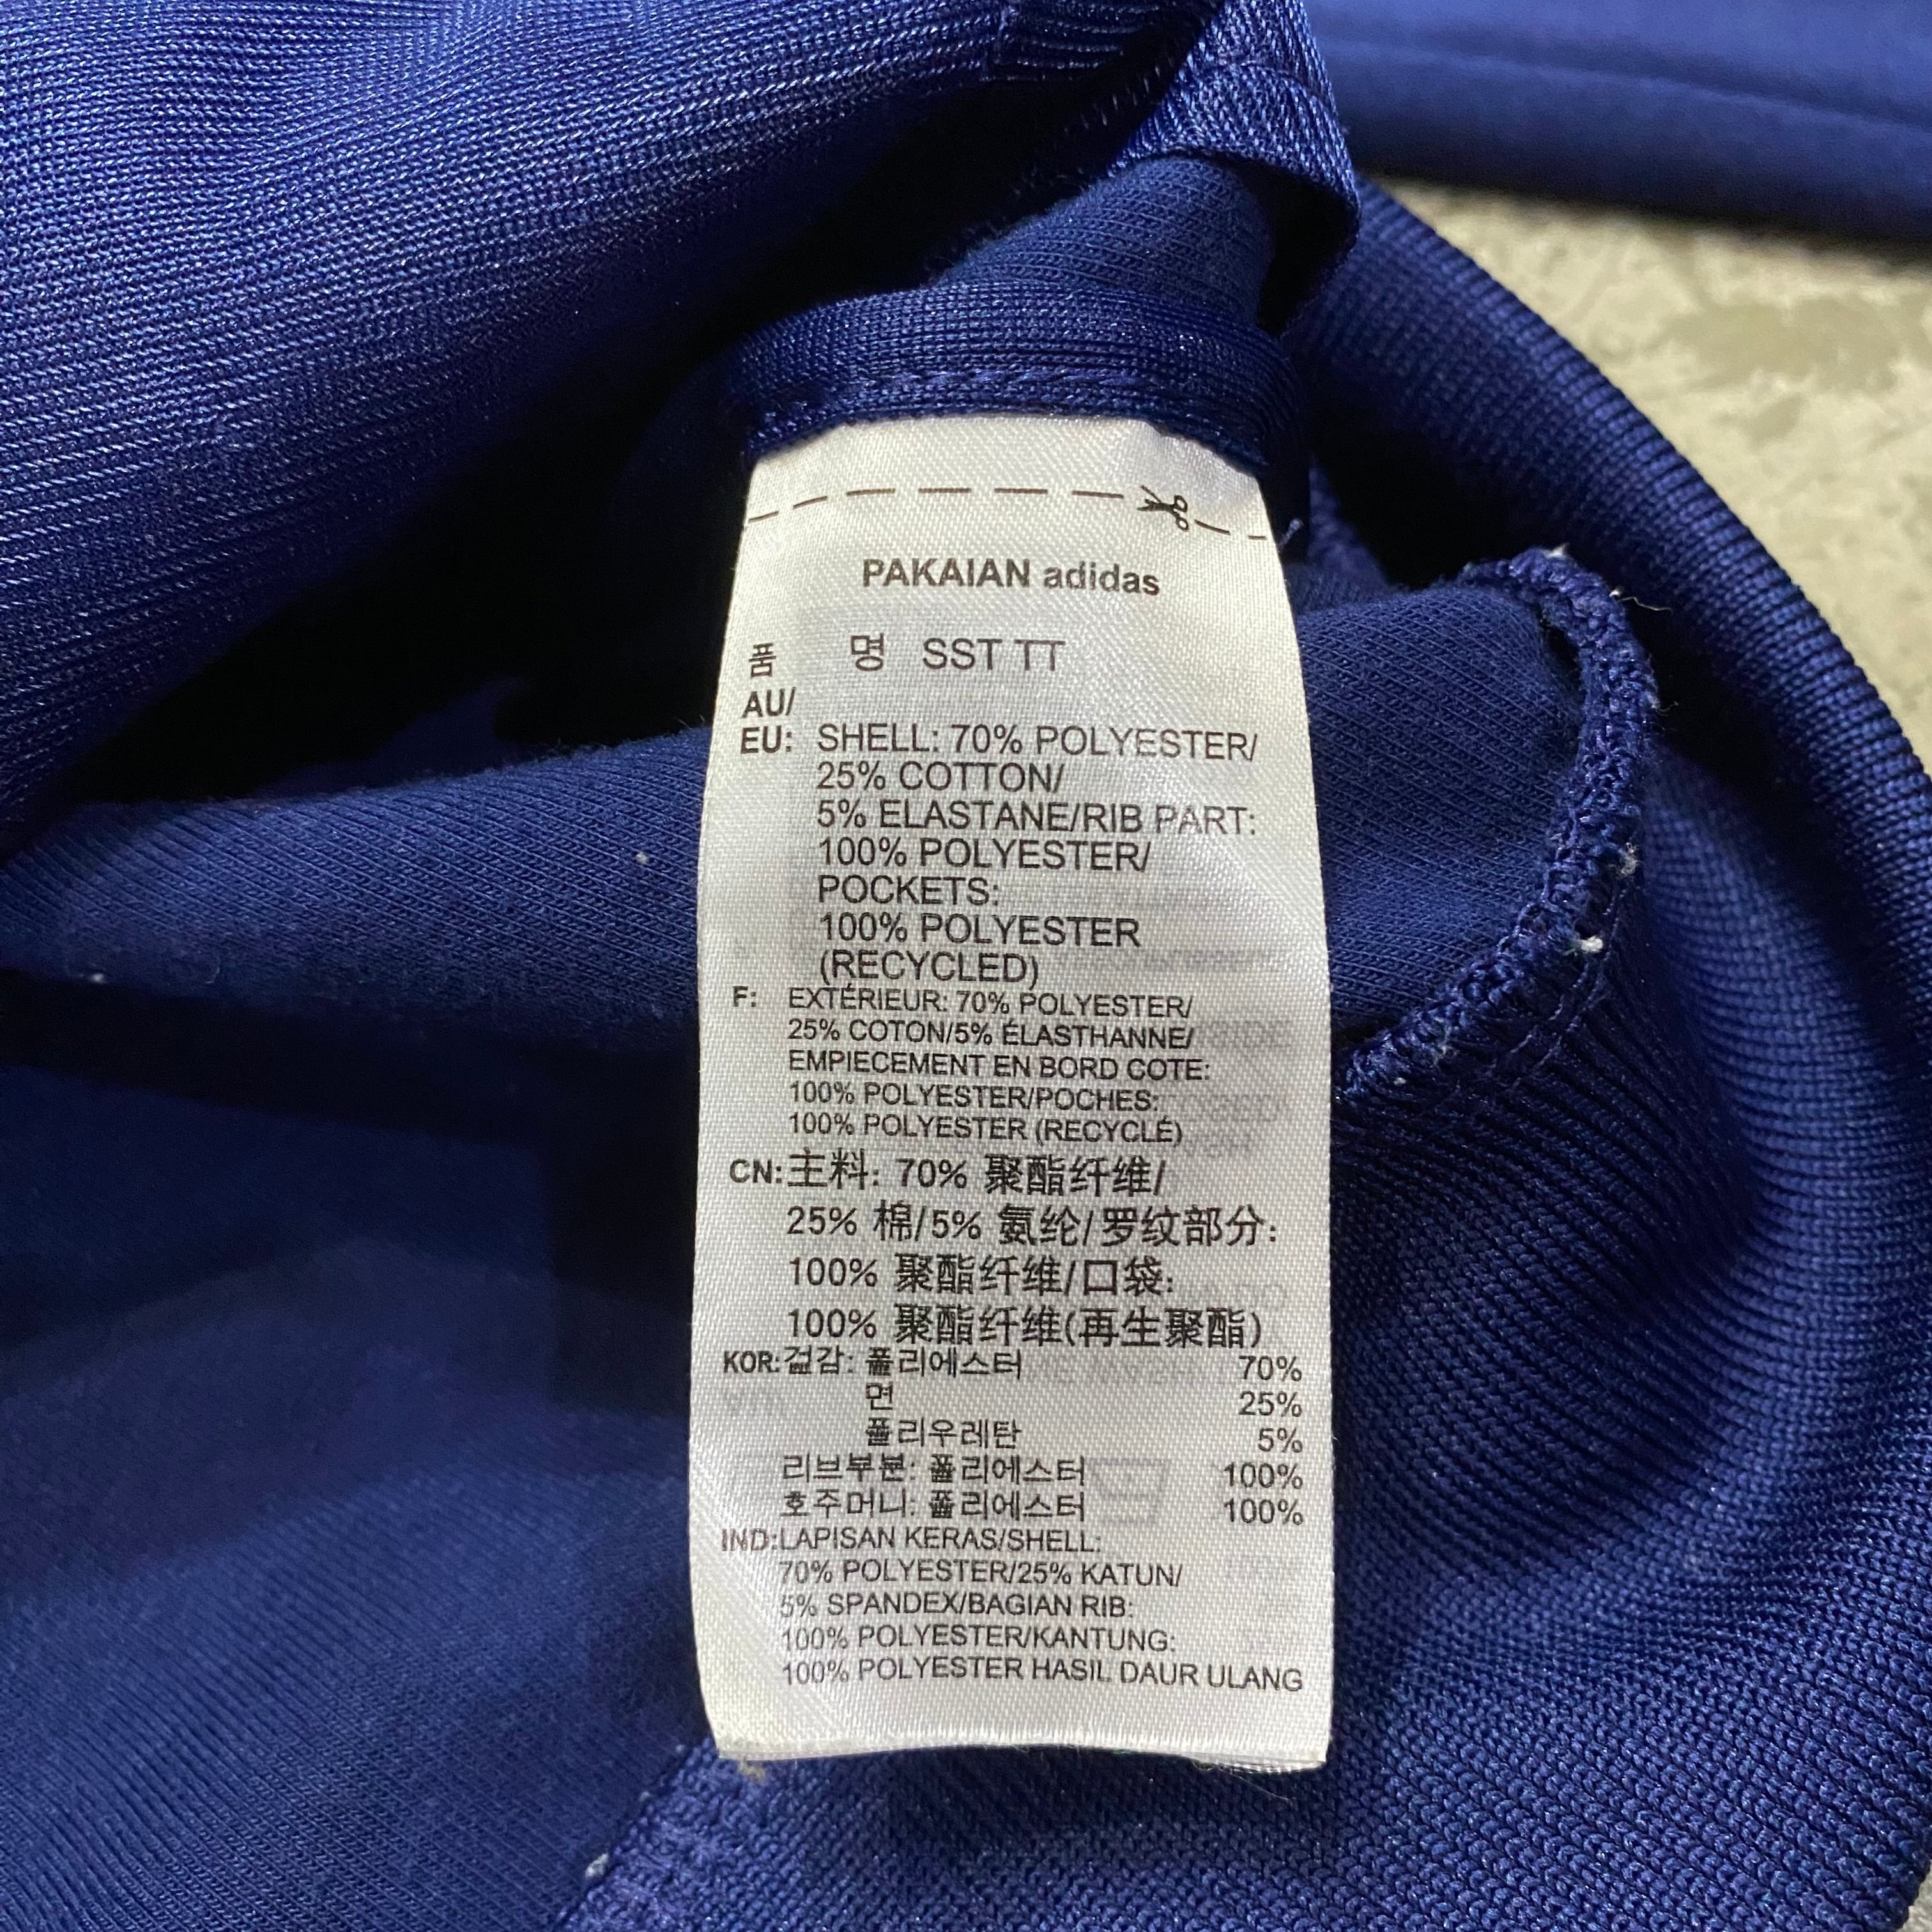 PAKAIAN adidas
품 명 SST TT
AU/
EU: SHELL: 70% POLYESTER/
25% COTTON/
5% ELASTANE/RIB PART:
100% POLYESTER/
POCKETS:
100% POLYESTER
(RECYCLED)
F: EXTÉRIEUR: 70% POLYESTER/
25% COTON/5% ÉLASTHANNE/
EMPIECEMENT EN BORD COTE:
100% POLYESTER/POCHES:
100% POLYESTER (RECYCLÉ)
CN:主料: 70% 聚酯纤维/
25% 棉/5% 氨纶/罗纹部分:
100% 聚酯纤维/口袋:
100% 聚酯纤维(再生聚酯)
KOR:겉감: 폴리에스터 70%
면 25%
폴리우레탄 5%
리브부분: 폴리에스터 100%
호주머니: 폴리에스터 100%
IND:LAPISAN KERAS/SHELL:
70% POLYESTER/25% KATUN/
5% SPANDEX/BAGIAN RIB:
100% POLYESTER/KANTUNG:
100% POLYESTER HASIL DAUR ULANG